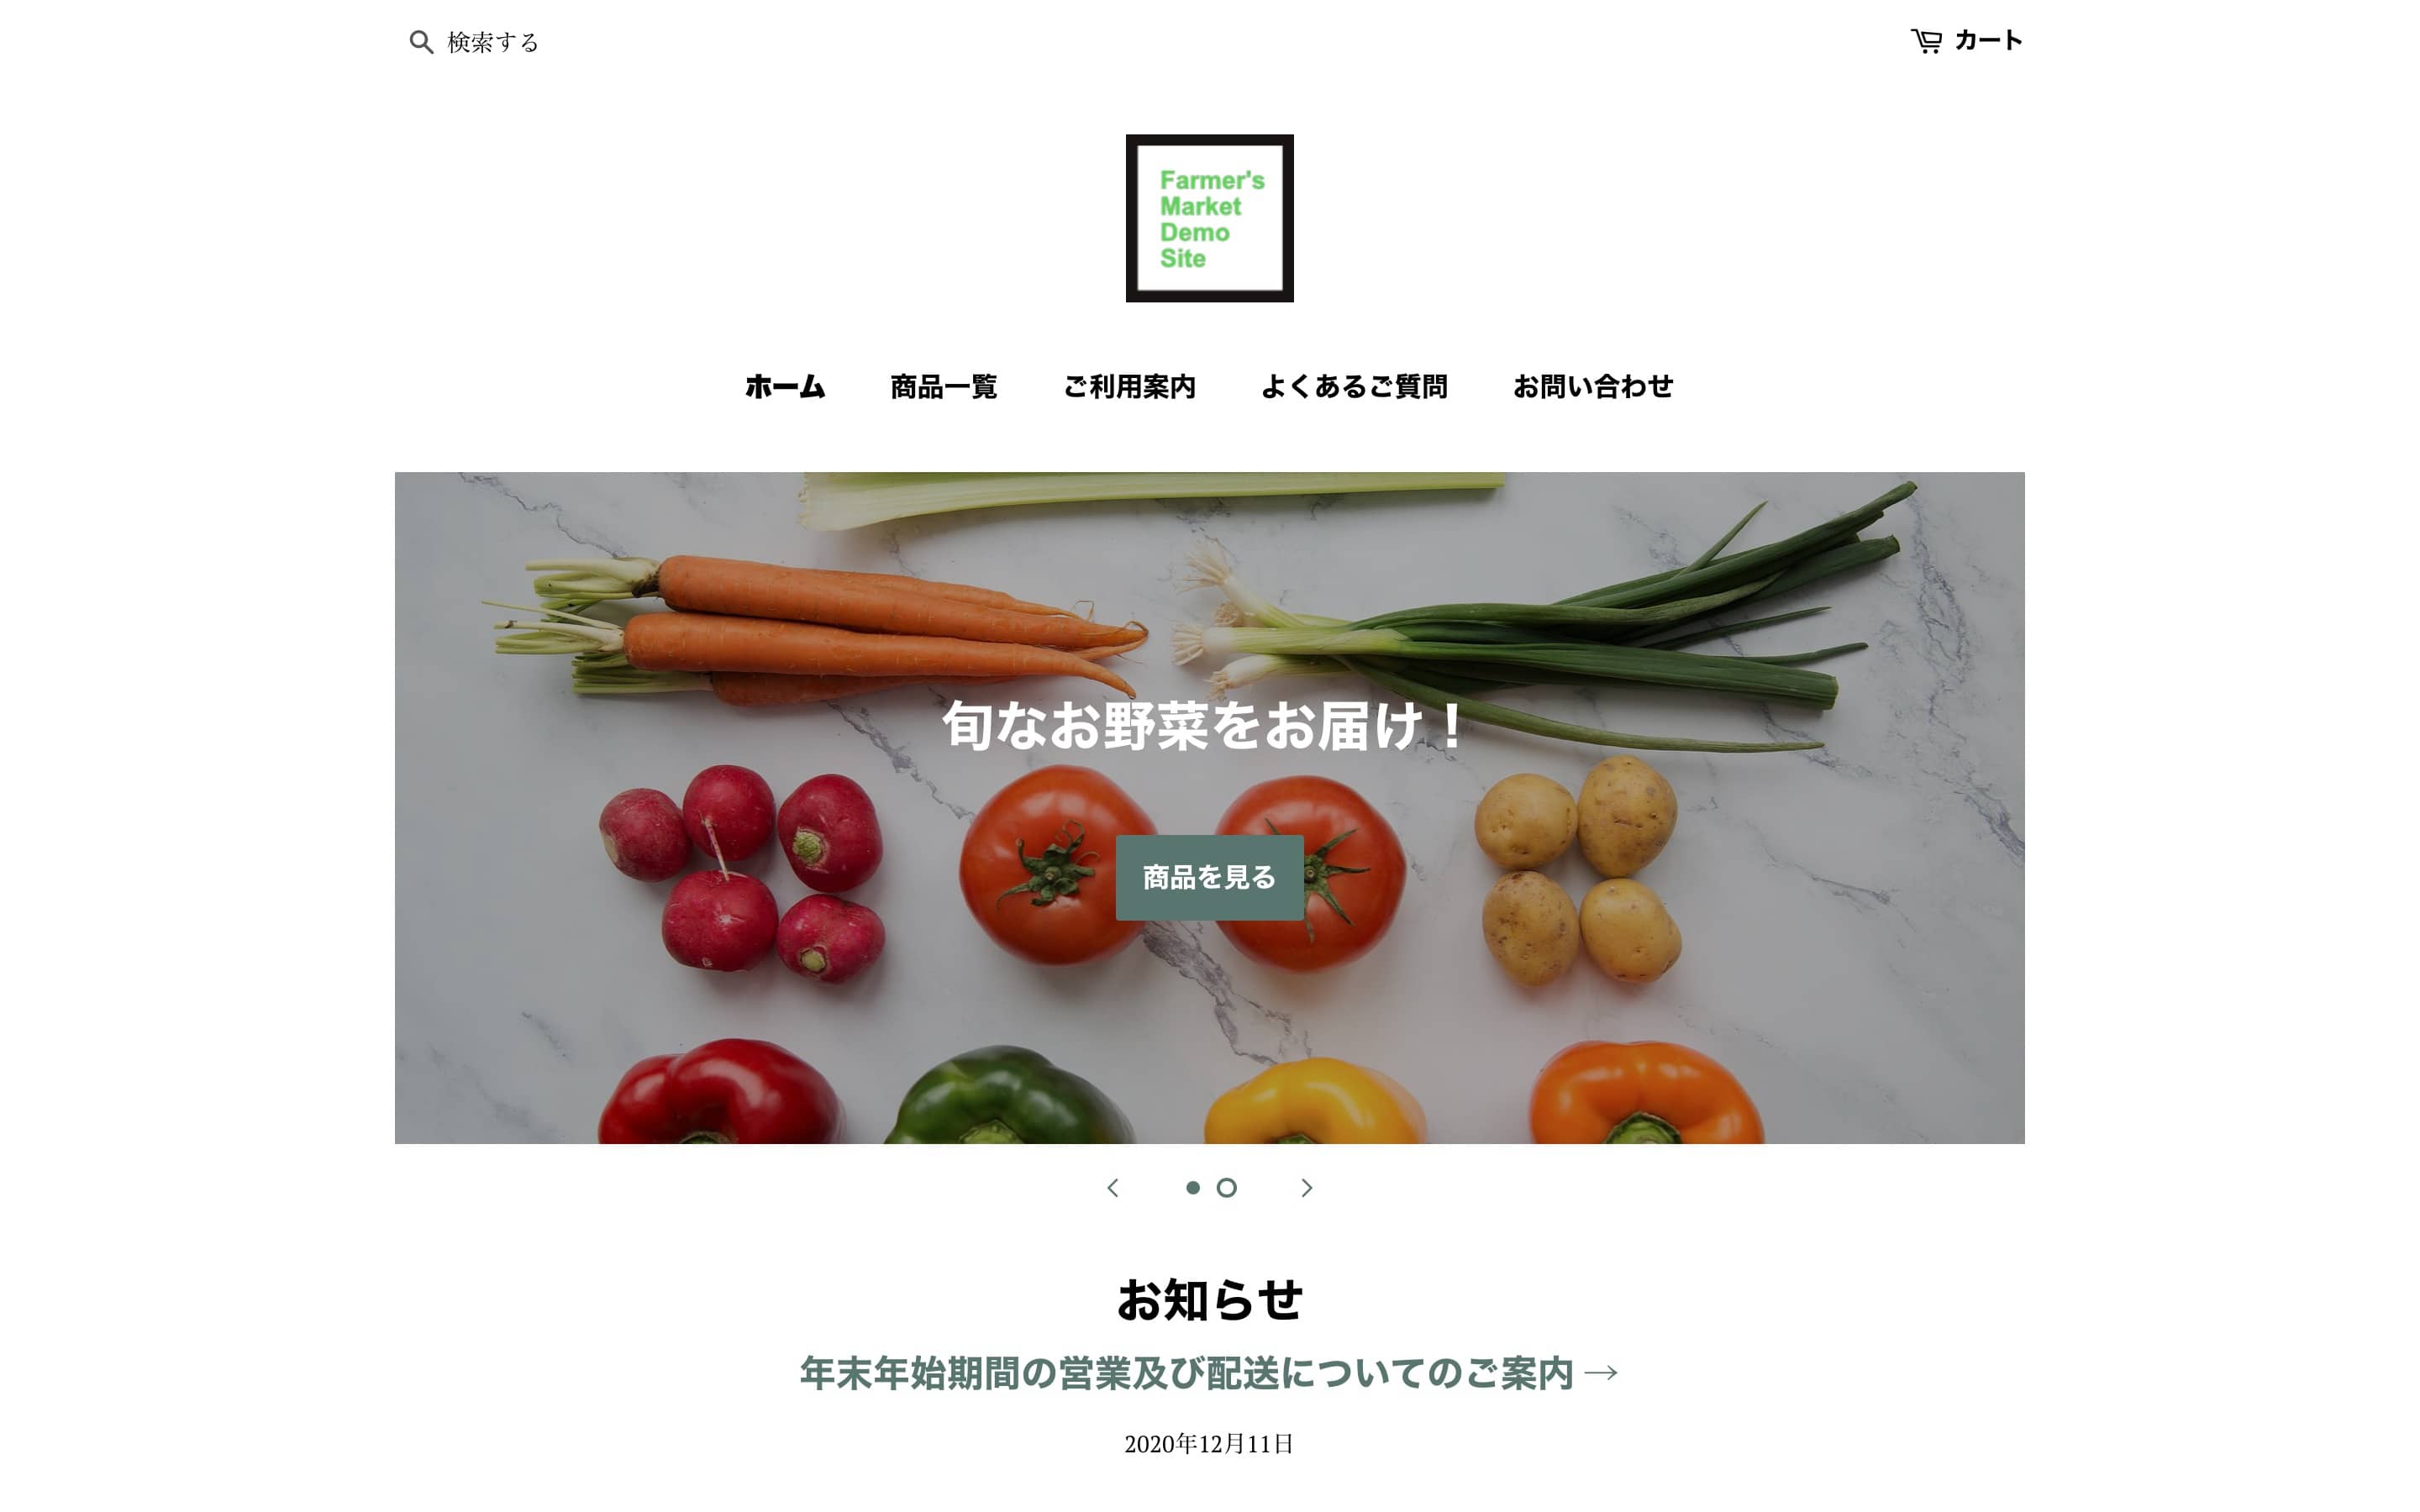 検索する
カート
Farmer's
Market
Demo
Site
ホーム 商品一覧 ご利用案内 よくあるご質問 お問い合わせ
旬なお野菜をお届け！
商品を見る
お知らせ
年末年始期間の営業及び配送についてのご案内 →
2020年12月11日